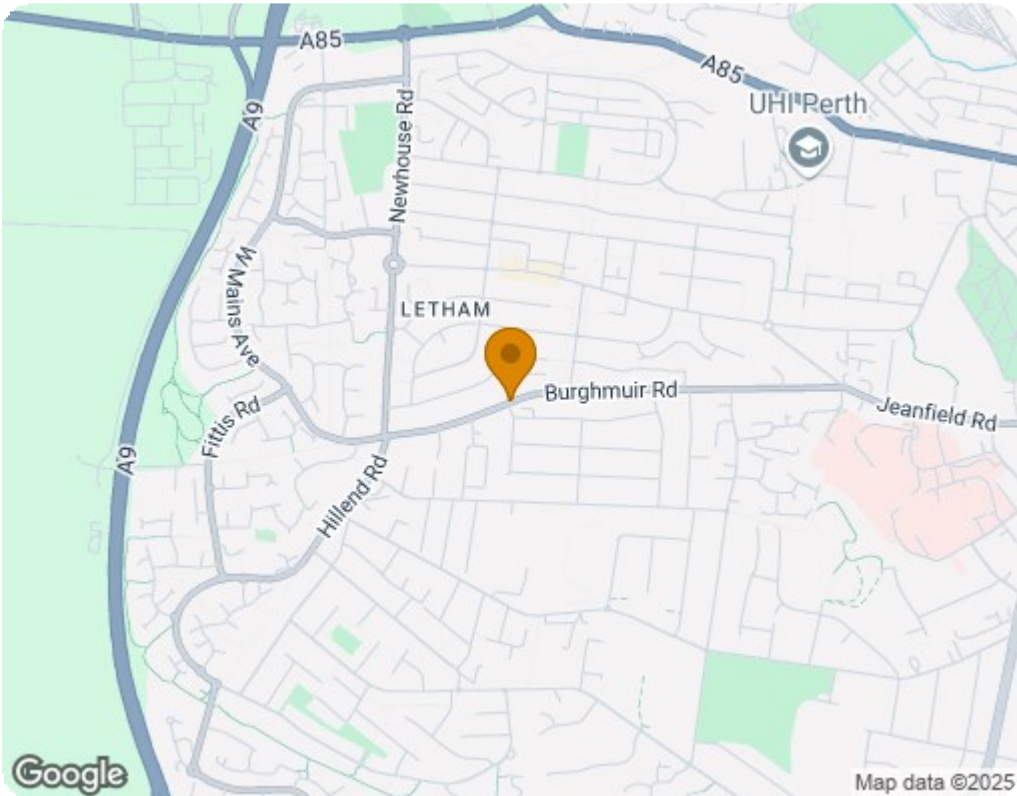 A85
A85
A9
UHI Perth
Newhouse Rd
W Mains Ave
LETHAM
Burghmuir Rd
Jeanfield Rd
Fittis Rd
A9
Hillend Rd
Google
Map data ©2025